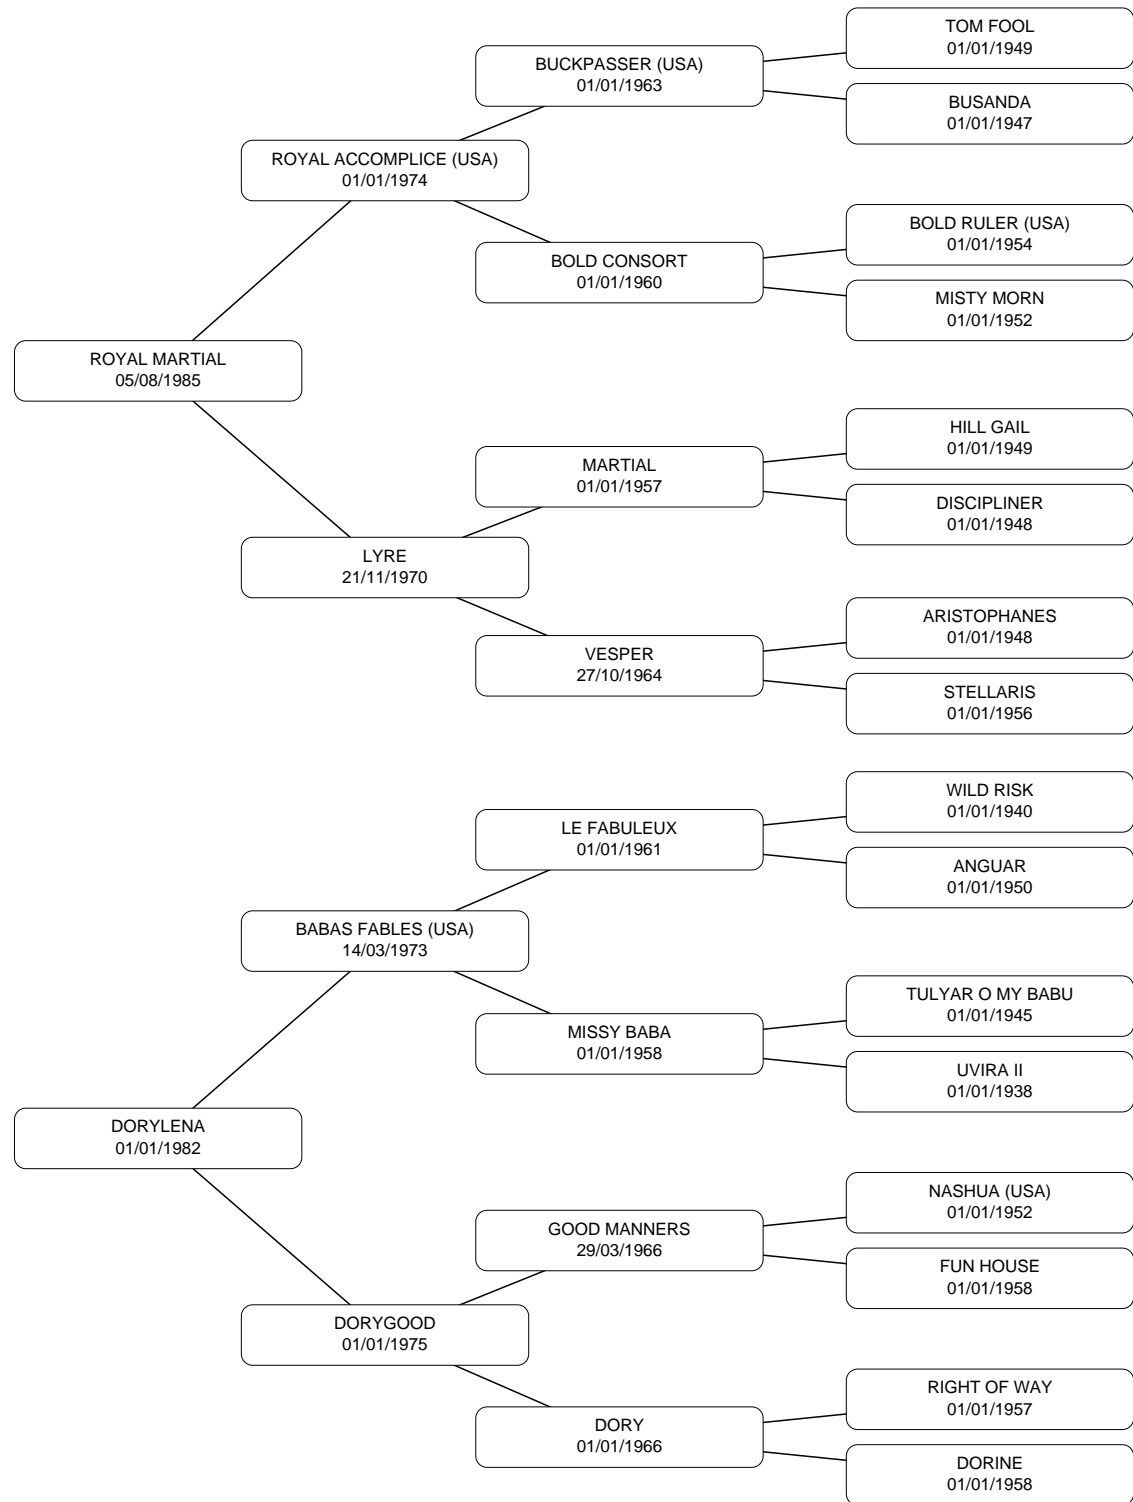 TOM FOOL
01/01/1949
BUCKPASSER (USA)
01/01/1963
BUSANDA
01/01/1947
ROYAL ACCOMPLICE (USA)
01/01/1974
BOLD RULER (USA)
01/01/1954
BOLD CONSORT
01/01/1960
MISTY MORN
01/01/1952
ROYAL MARTIAL
05/08/1985
HILL GAIL
01/01/1949
MARTIAL
01/01/1957
DISCIPLINER
01/01/1948
LYRE
21/11/1970
ARISTOPHANES
01/01/1948
VESPER
27/10/1964
STELLARIS
01/01/1956
WILD RISK
01/01/1940
LE FABULEUX
01/01/1961
ANGUAR
01/01/1950
BABAS FABLES (USA)
14/03/1973
TULYAR O MY BABU
01/01/1945
MISSY BABA
01/01/1958
UVIRA II
01/01/1938
DORYLENA
01/01/1982
NASHUA (USA)
01/01/1952
GOOD MANNERS
29/03/1966
FUN HOUSE
01/01/1958
DORYGOOD
01/01/1975
RIGHT OF WAY
01/01/1957
DORY
01/01/1966
DORINE
01/01/1958